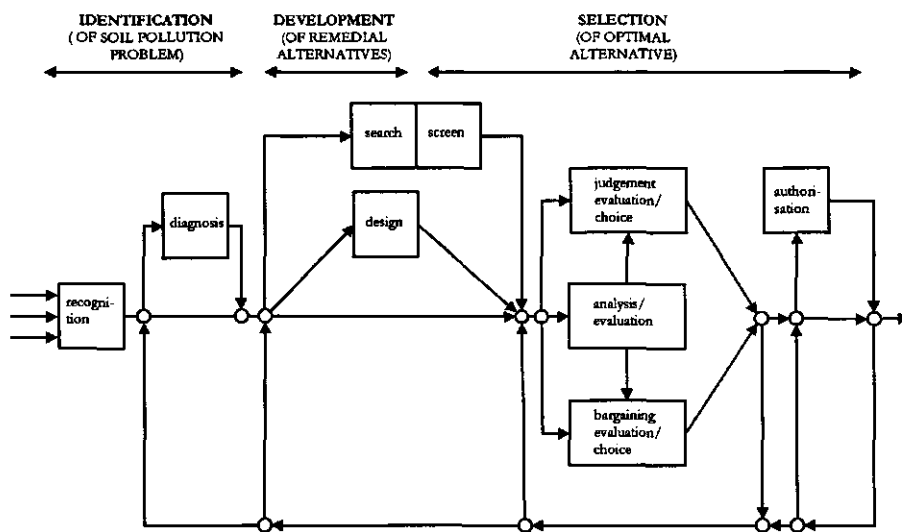 IDENTIFICATION
( OF SOIL POLLUTION
PROBLEM)
DEVELOPMENT
(OF REMEDIAL
ALTERNATIVES)
SELECTION
(OF OPTIMAL
ALTERNATIVE)
search
screen
judgement
evaluation/
choice
authori-
sation
diagnosis
design
recogni-
tion
analysis/
evaluation
bargaining
evaluation/
choice